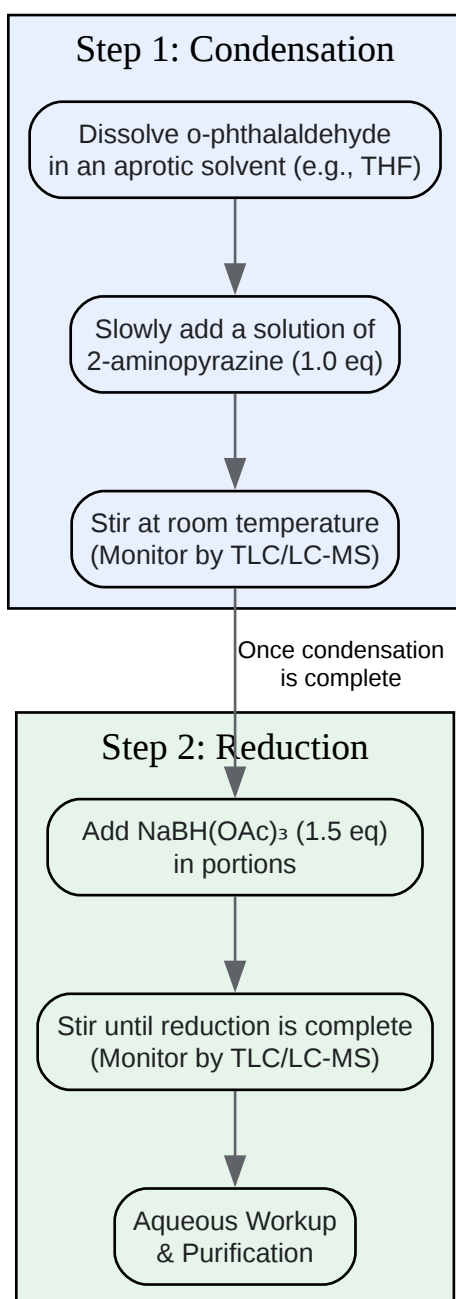 Step 1: Condensation
Dissolve o-phthalaldehyde
in an aprotic solvent (e.g., THF)
Slowly add a solution of
2-aminopyrazine (1.0 eq)
Stir at room temperature
(Monitor by TLC/LC-MS)
Once condensation
is complete
Step 2: Reduction
Add NaBH(OAc)₃ (1.5 eq)
in portions
Stir until reduction is complete
(Monitor by TLC/LC-MS)
Aqueous Workup
& Purification